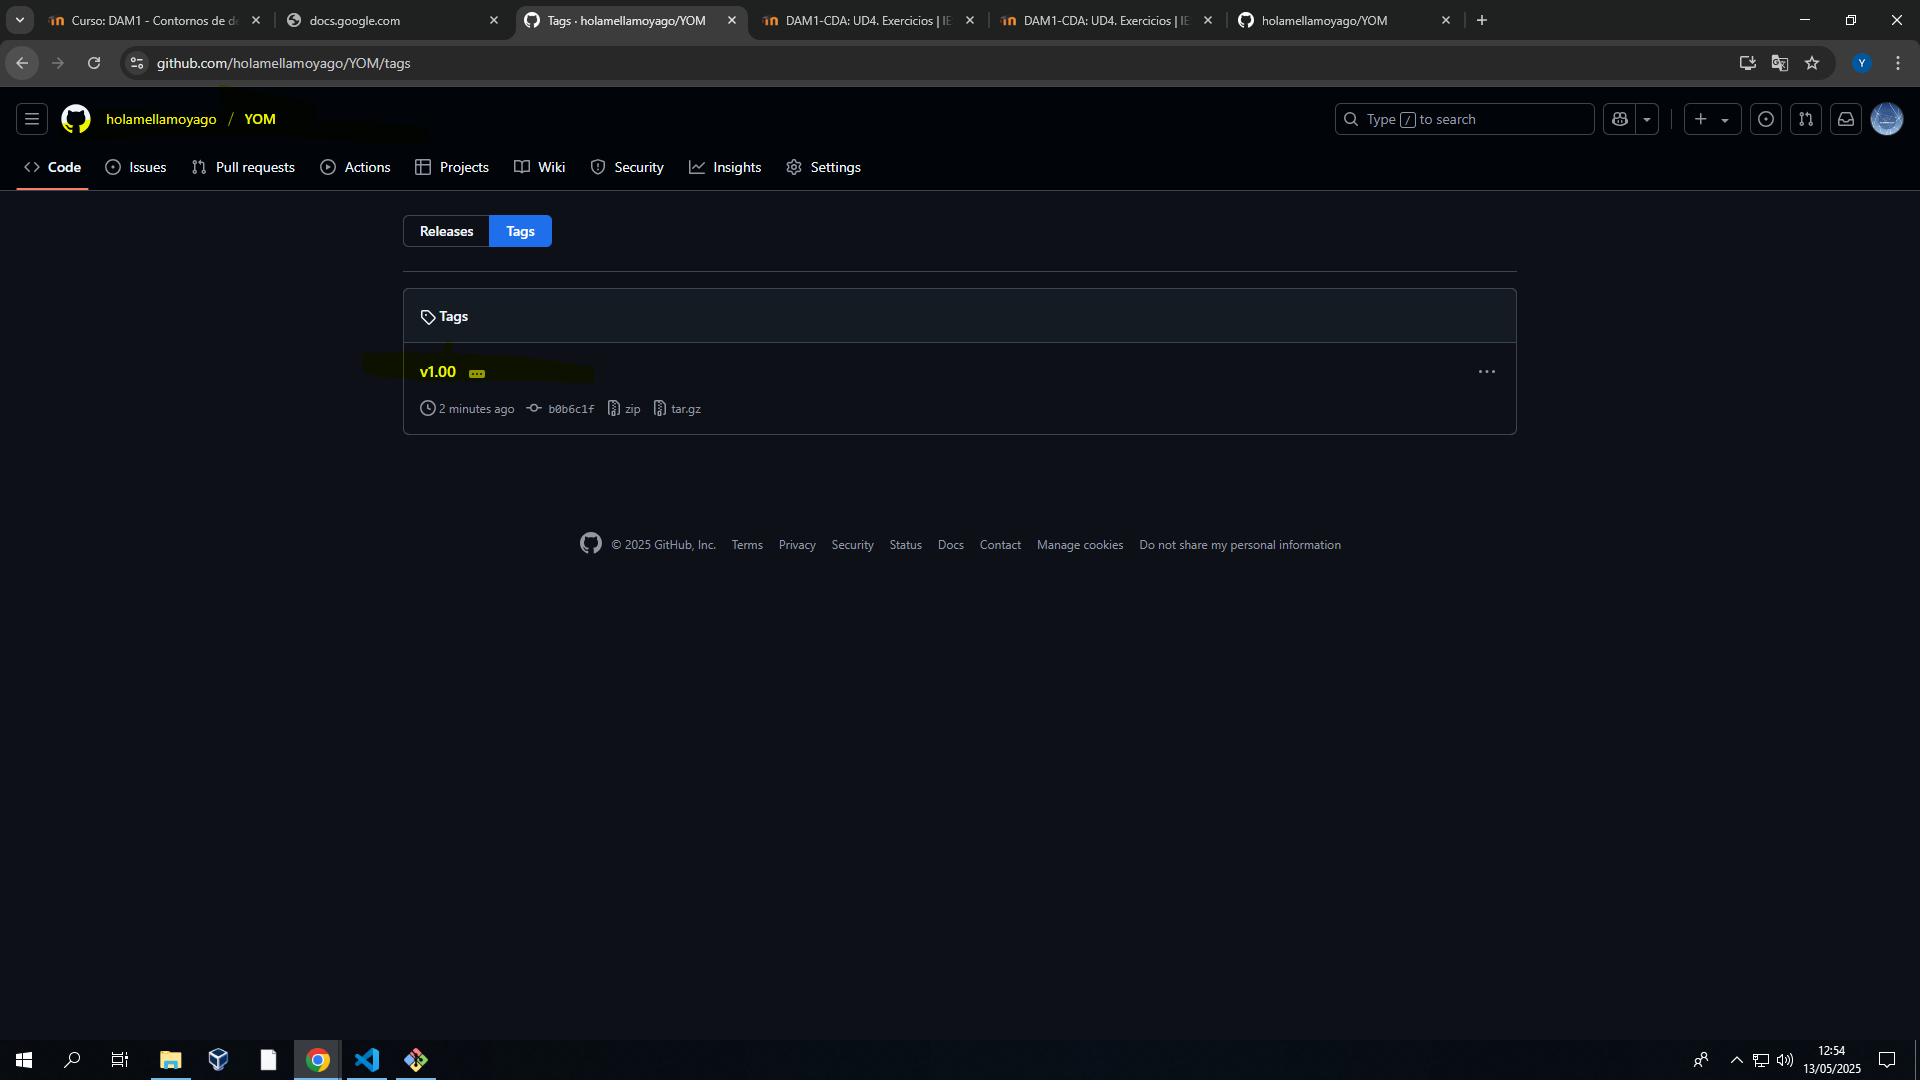 Curso: DAM1 - Contornos de de
docs.google.com
Tags · holamellamoyago/YOM
DAM1-CDA: UD4. Exercicios | IE
DAM1-CDA: UD4. Exercicios | IE
holamellamoyago/YOM
github.com/holamellamoyago/YOM/tags
Y
holamellamoyago / YOM
Type / to search
Code
Issues
Pull requests
Actions
Projects
Wiki
Security
Insights
Settings
Releases
Tags
Tags
v1.00
2 minutes ago
b0b6c1f
zip
tar.gz
© 2025 GitHub, Inc.
Terms
Privacy
Security
Status
Docs
Contact
Manage cookies
Do not share my personal information
12:54
13/05/2025